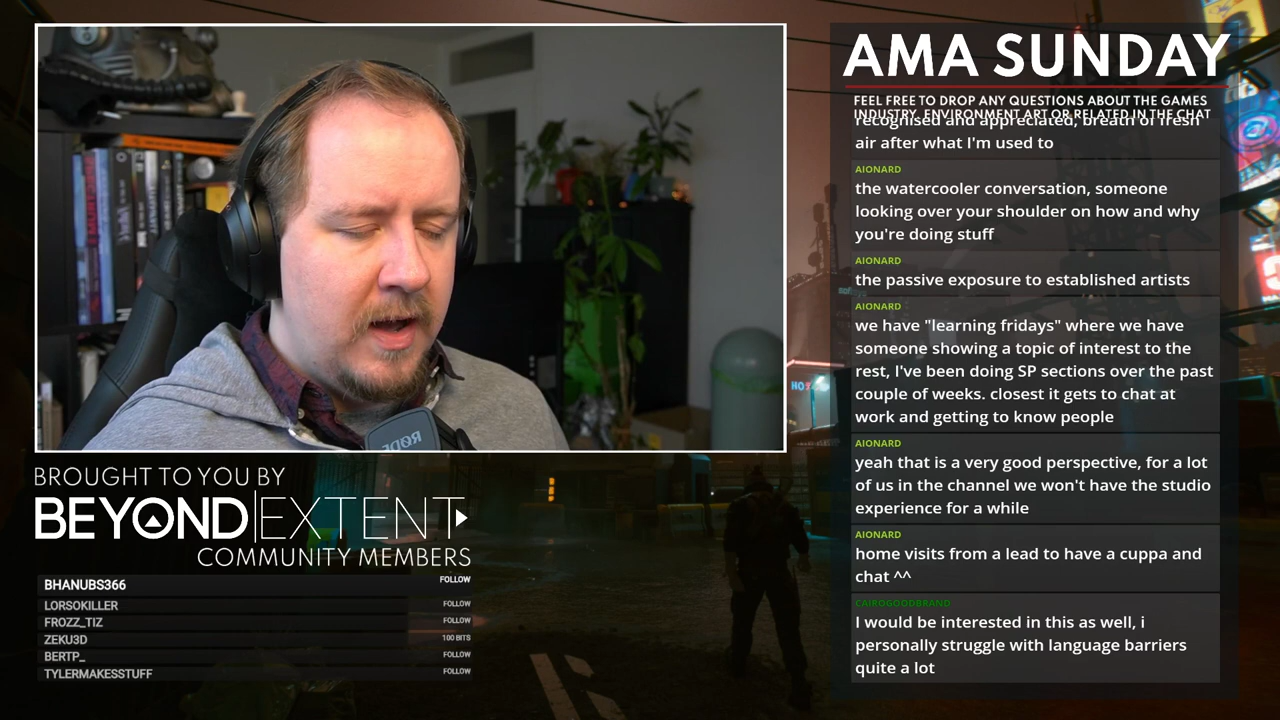 AMA SUNDAY
FEEL FREE TO DROP ANY QUESTIONS ABOUT THE GAMES
INDUSTRY, ENVIRONMENT ART OR RELATED IN THE CHAT
recognised and appreciated, breath of fresh
air after what I'm used to
AIONARD
the watercooler conversation, someone
looking over your shoulder on how and why
you're doing stuff
AIONARD
the passive exposure to established artists
AIONARD
we have "learning fridays" where we have
someone showing a topic of interest to the
rest, I've been doing SP sections over the past
couple of weeks. closest it gets to chat at
work and getting to know people
AIONARD
yeah that is a very good perspective, for a lot
of us in the channel we won't have the studio
experience for a while
AIONARD
home visits from a lead to have a cuppa and
chat ^^
CAIROGOODBRAND
I would be interested in this as well, i
personally struggle with language barriers
quite a lot
RØDE
BROUGHT TO YOU BY
BEYOND|EXTENT
COMMUNITY MEMBERS
BHANUBS366 FOLLOW
LORSOKILLER FOLLOW
FROZZ_TIZ FOLLOW
ZEKU3D 100 BITS
BERTP_ FOLLOW
TYLERMAKESSTUFF FOLLOW